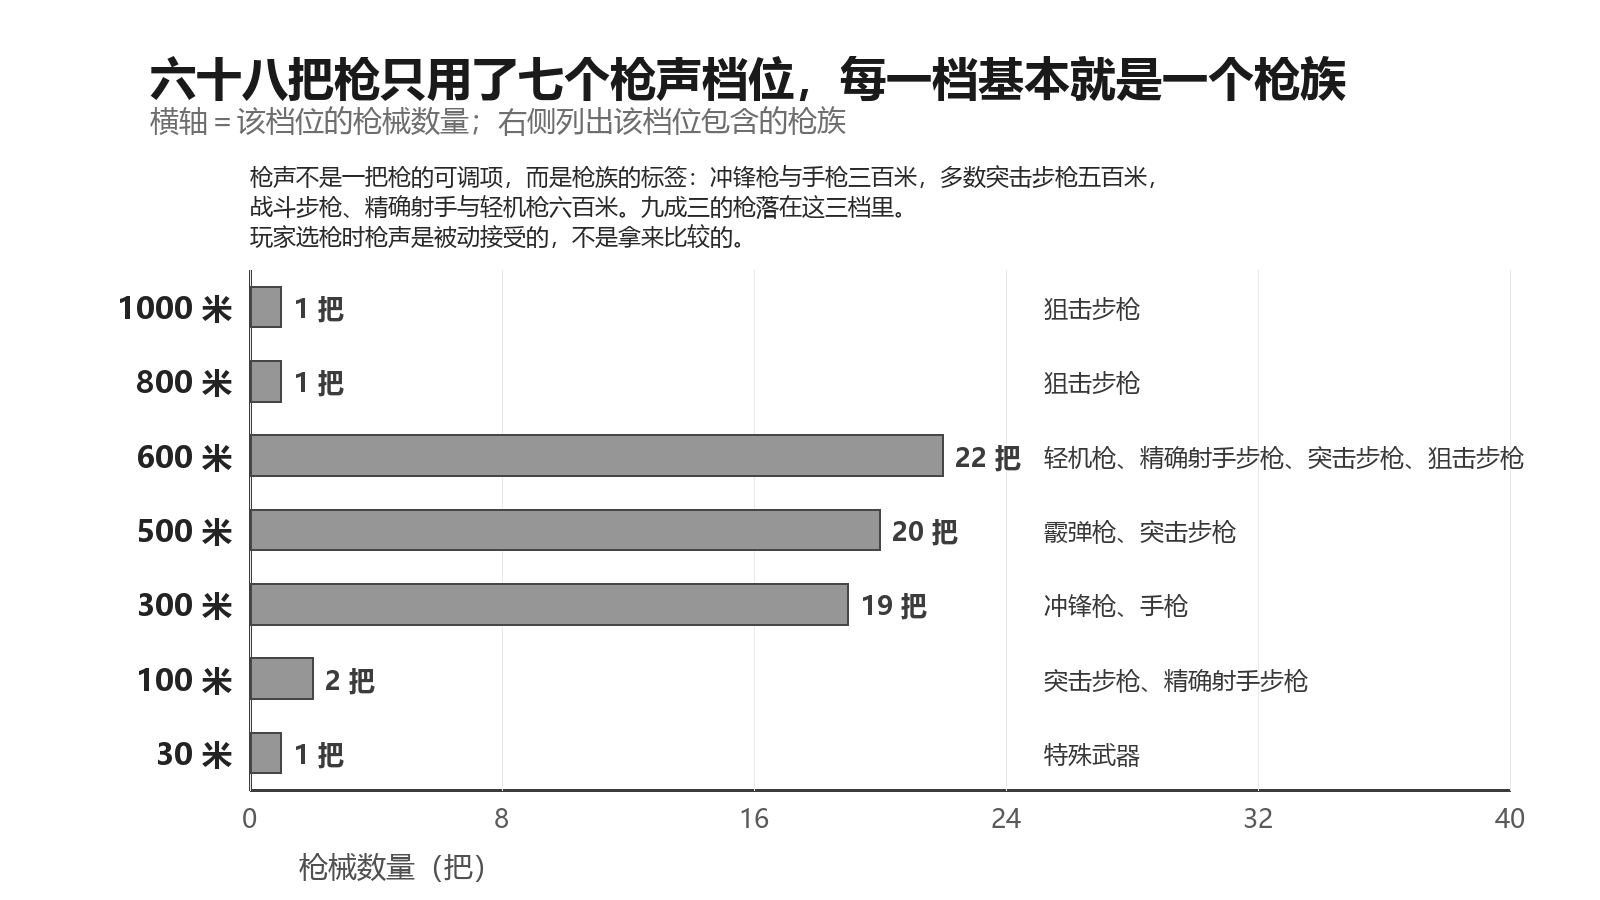 六十八把枪只用了七个枪声档位，每一档基本就是一个枪族
横轴＝该档位的枪械数量；右侧列出该档位包含的枪族
枪声不是一把枪的可调项，而是枪族的标签：冲锋枪与手枪三百米，多数突击步枪五百米，
战斗步枪、精确射手与轻机枪六百米。九成三的枪落在这三档里。
玩家选枪时枪声是被动接受的，不是拿来比较的。
1000 米 1 把 狙击步枪
800 米 1 把 狙击步枪
600 米 22 把 轻机枪、精确射手步枪、突击步枪、狙击步枪
500 米 20 把 霰弹枪、突击步枪
300 米 19 把 冲锋枪、手枪
100 米 2 把 突击步枪、精确射手步枪
30 米 1 把 特殊武器
0 8 16 24 32 40
枪械数量（把）